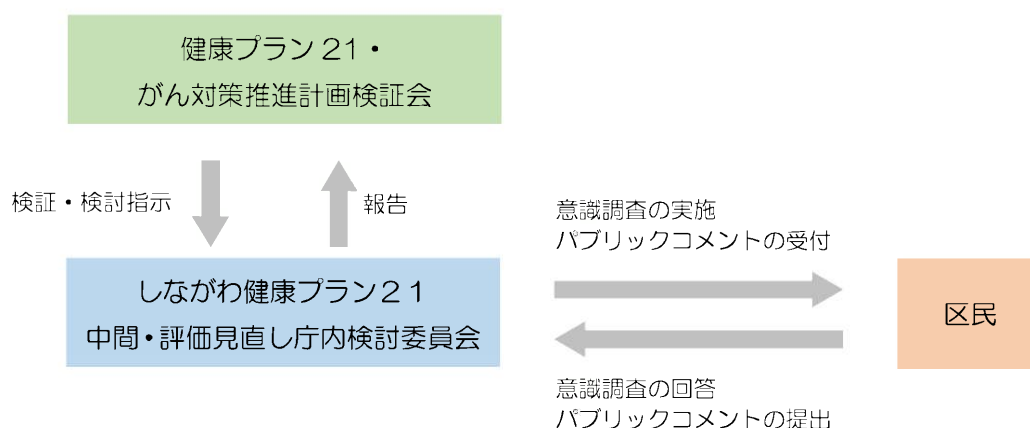 健康プラン21・
がん対策推進計画検証会
検証・検討指示
報告
意識調査の実施
パブリックコメントの受付
しながわ健康プラン21
中間・評価見直し庁内検討委員会
区民
意識調査の回答
パブリックコメントの提出